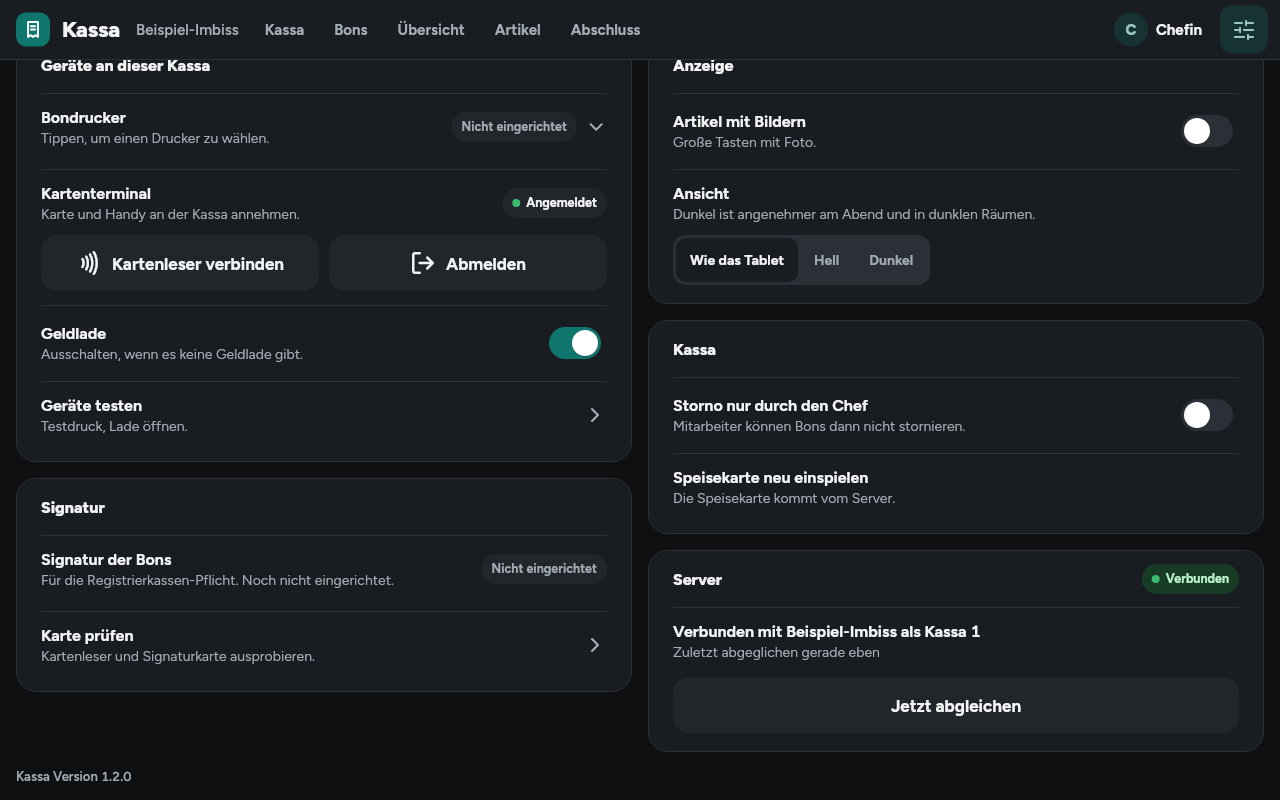 Kassa
Beispiel-Imbiss
Kassa
Bons
Übersicht
Artikel
Abschluss
C
Chefin
Geräte an dieser Kassa
Bondrucker
Tippen, um einen Drucker zu wählen.
Nicht eingerichtet
Kartenterminal
Karte und Handy an der Kassa annehmen.
Angemeldet
Kartenleser verbinden
Abmelden
Geldlade
Ausschalten, wenn es keine Geldlade gibt.
Geräte testen
Testdruck, Lade öffnen.
Signatur
Signatur der Bons
Für die Registrierkassen-Pflicht. Noch nicht eingerichtet.
Nicht eingerichtet
Karte prüfen
Kartenleser und Signaturkarte ausprobieren.
Anzeige
Artikel mit Bildern
Große Tasten mit Foto.
Ansicht
Dunkel ist angenehmer am Abend und in dunklen Räumen.
Wie das Tablet
Hell
Dunkel
Kassa
Storno nur durch den Chef
Mitarbeiter können Bons dann nicht stornieren.
Speisekarte neu einspielen
Die Speisekarte kommt vom Server.
Server
Verbunden
Verbunden mit Beispiel-Imbiss als Kassa 1
Zuletzt abgeglichen gerade eben
Jetzt abgleichen
Kassa Version 1.2.0